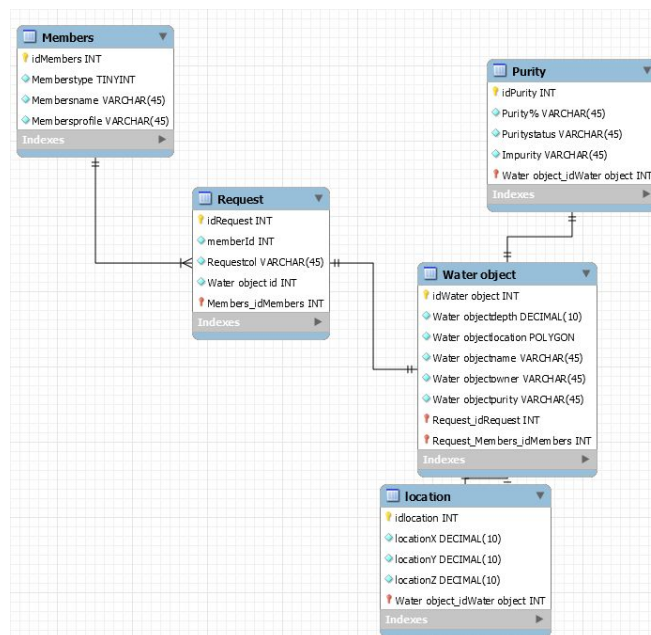 Members
idMembers INT
Memberstype TINYINT
Membersname VARCHAR(45)
Membersprofile VARCHAR(45)
Indexes
Purity
idPurity INT
Purity% VARCHAR(45)
Puritystatus VARCHAR(45)
Impurity VARCHAR(45)
Water object_idWater object INT
Indexes
Request
idRequest INT
memberId INT
Requestcol VARCHAR(45)
Water object id INT
Members_idMembers INT
Indexes
Water object
idWater object INT
Water objectdepth DECIMAL(10)
Water objectlocation POLYGON
Water objectname VARCHAR(45)
Water objectowner VARCHAR(45)
Water objectpurity VARCHAR(45)
Request_idRequest INT
Request_Members_idMembers INT
Indexes
location
idlocation INT
locationX DECIMAL(10)
locationY DECIMAL(10)
locationZ DECIMAL(10)
Water object_idWater object INT
Indexes